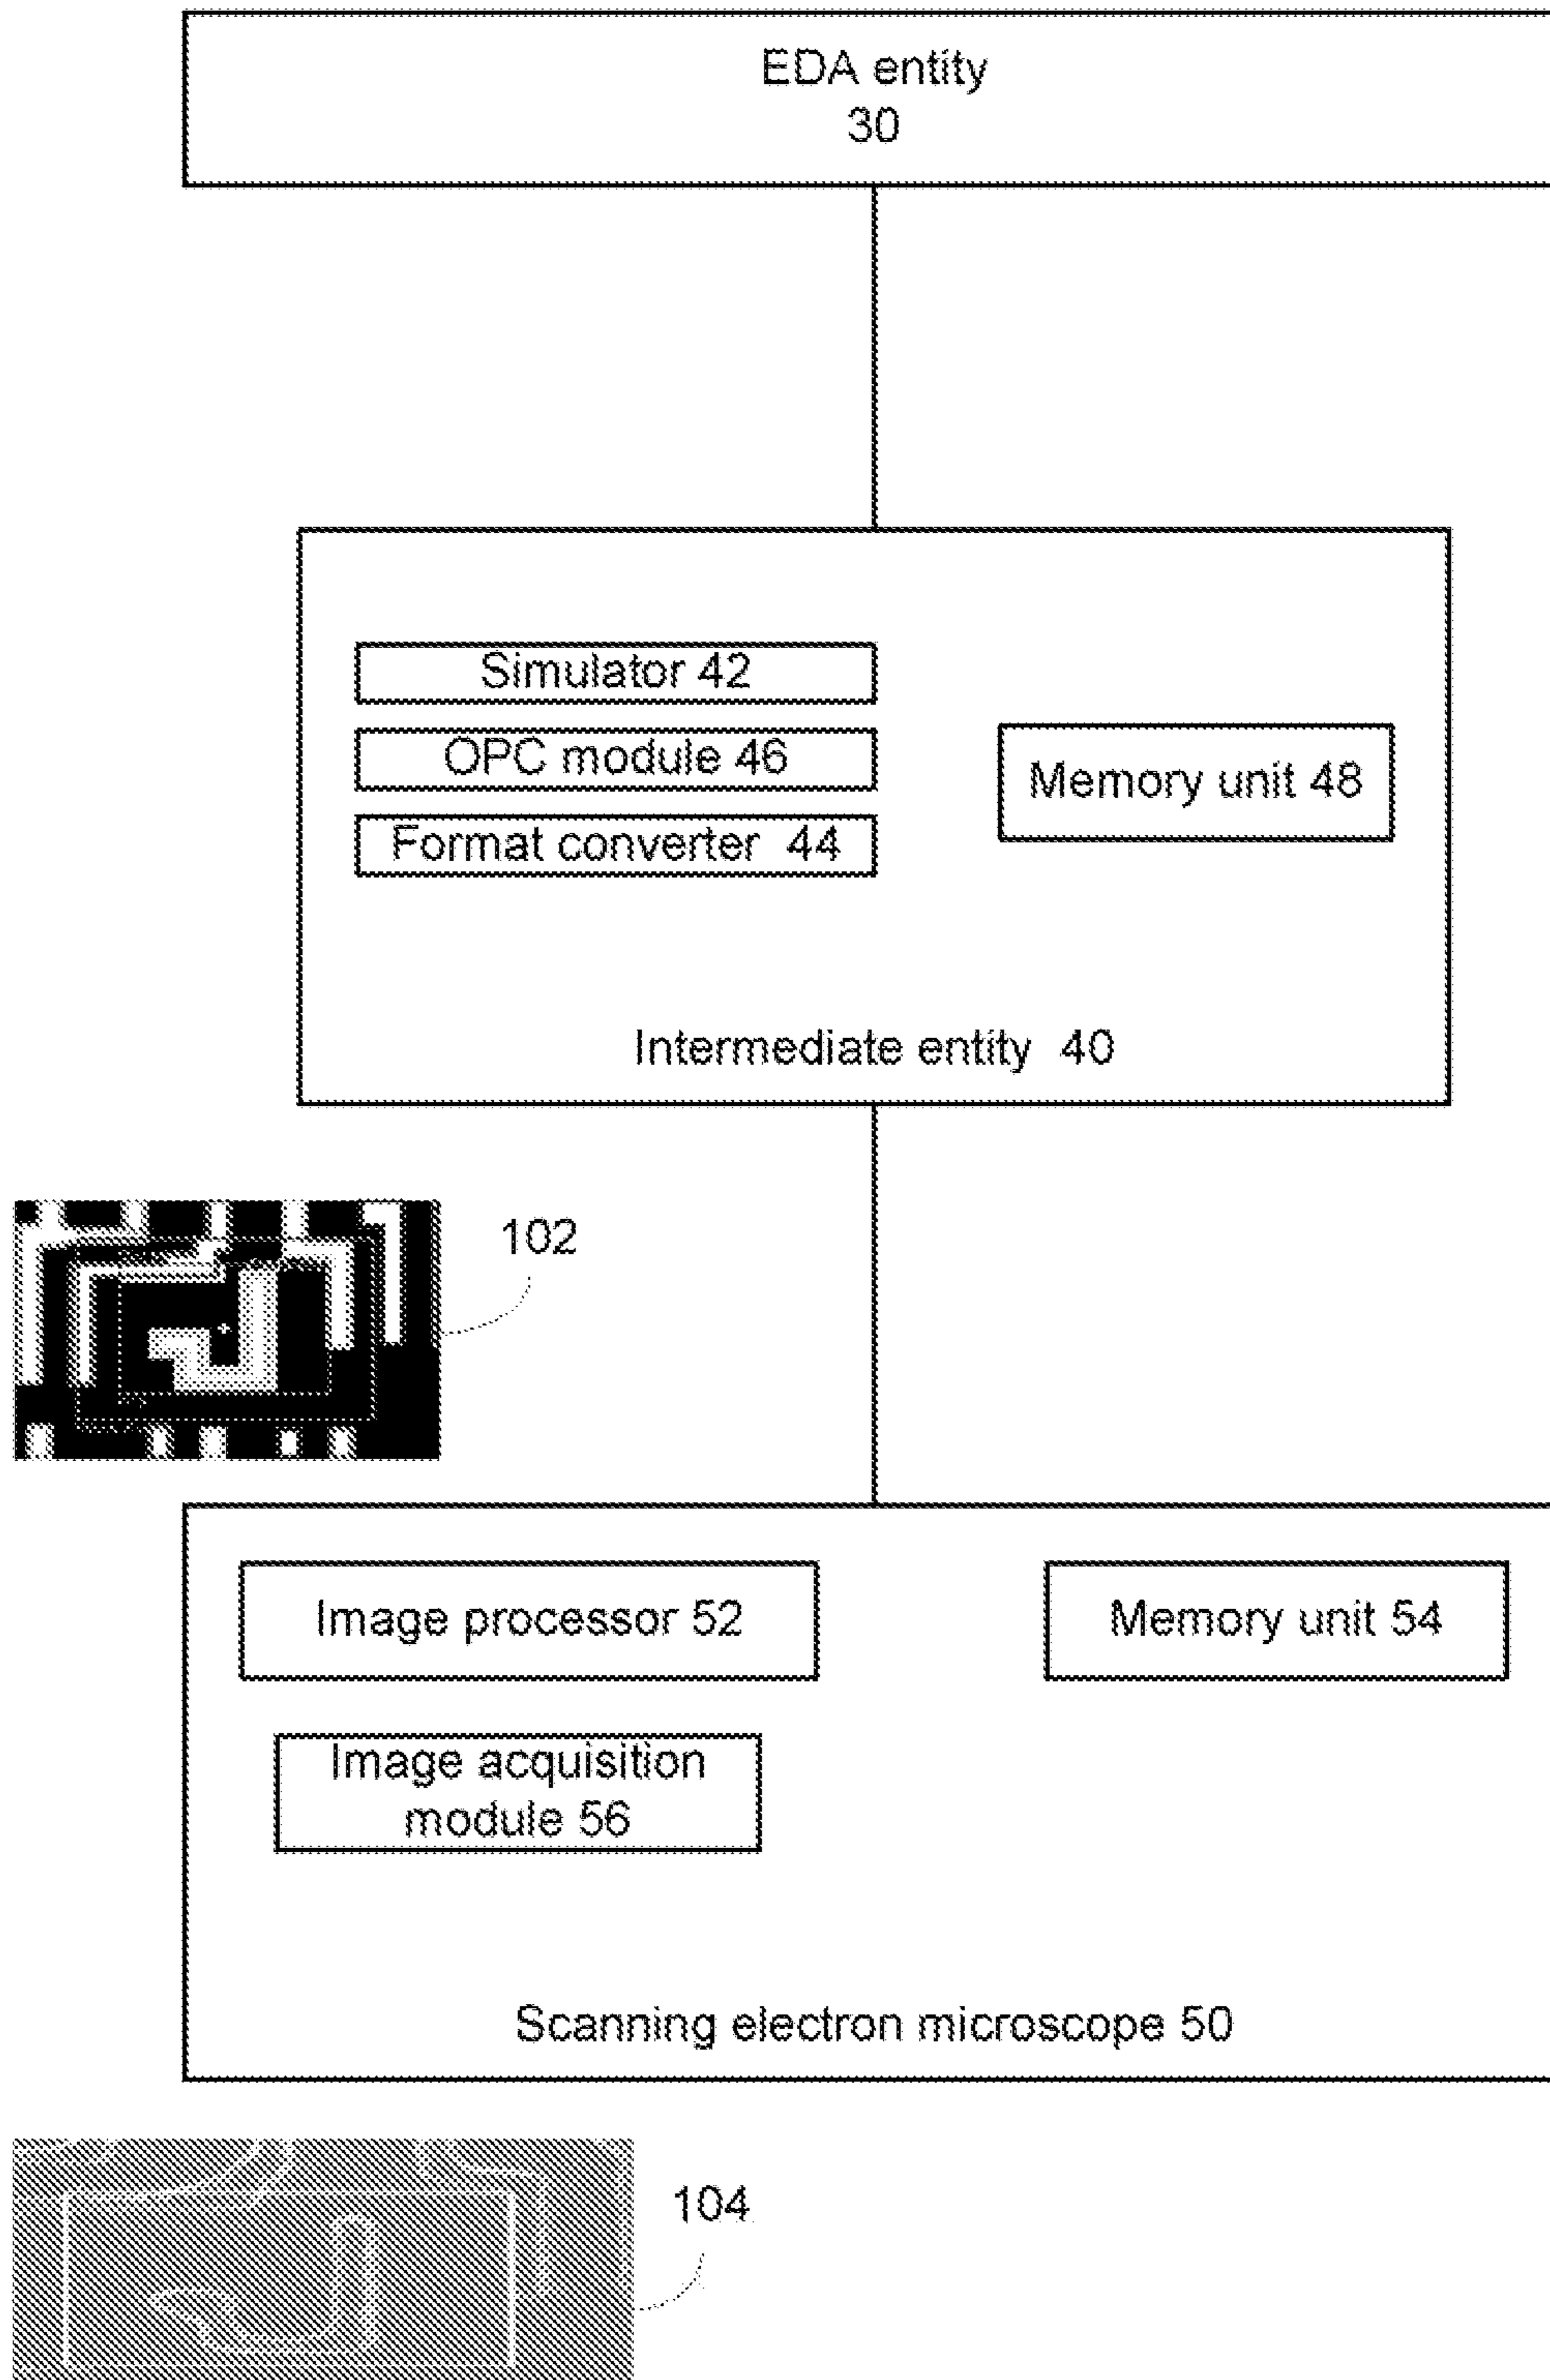 EDA entity
30
Simulator 42
OPC module 46
Format converter 44
Memory unit 48
Intermediate entity 40
102
Image processor 52
Memory unit 54
Image acquisition
module 56
Scanning electron microscope 50
104